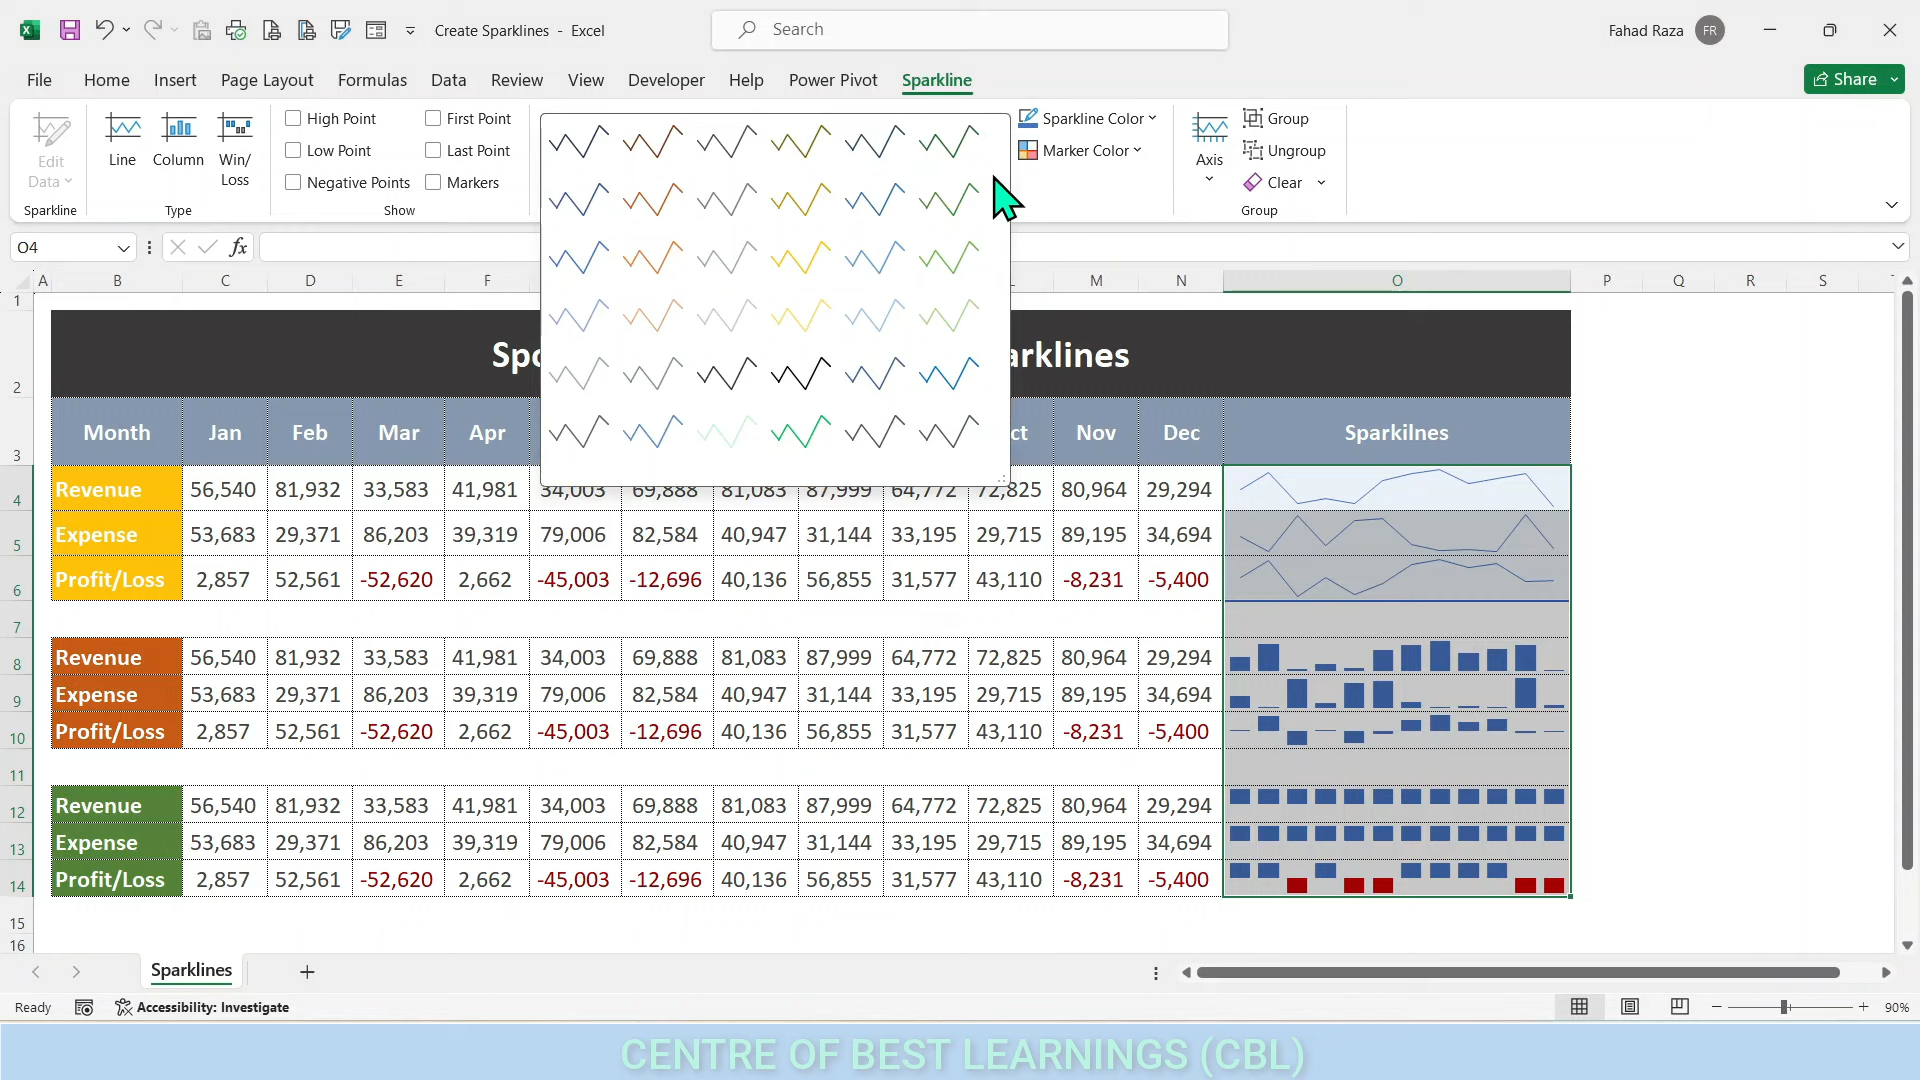 Create Sparklines - Excel
Search
Fahad Raza FR
File Home Insert Page Layout Formulas Data Review View Developer Help Power Pivot Sparkline
Share
Edit Data
Line
Column
Win/ Loss
High Point
First Point
Low Point
Last Point
Negative Points
Markers
Sparkline Color
Marker Color
Axis
Group
Ungroup
Clear
Sparkline Type Show Group
O4 fx
A B C D E F M N O P Q R S
1
2
Month Jan Feb Mar Apr ct Nov Dec Sparkilnes
3
4 Revenue 56,540 81,932 33,583 41,981 34,003 69,888 81,083 87,999 64,772 72,825 80,964 29,294
5 Expense 53,683 29,371 86,203 39,319 79,006 82,584 40,947 31,144 33,195 29,715 89,195 34,694
6 Profit/Loss 2,857 52,561 -52,620 2,662 -45,003 -12,696 40,136 56,855 31,577 43,110 -8,231 -5,400
7
8 Revenue 56,540 81,932 33,583 41,981 34,003 69,888 81,083 87,999 64,772 72,825 80,964 29,294
9 Expense 53,683 29,371 86,203 39,319 79,006 82,584 40,947 31,144 33,195 29,715 89,195 34,694
10 Profit/Loss 2,857 52,561 -52,620 2,662 -45,003 -12,696 40,136 56,855 31,577 43,110 -8,231 -5,400
11
12 Revenue 56,540 81,932 33,583 41,981 34,003 69,888 81,083 87,999 64,772 72,825 80,964 29,294
13 Expense 53,683 29,371 86,203 39,319 79,006 82,584 40,947 31,144 33,195 29,715 89,195 34,694
14 Profit/Loss 2,857 52,561 -52,620 2,662 -45,003 -12,696 40,136 56,855 31,577 43,110 -8,231 -5,400
15
16
Sparklines
Ready Accessibility: Investigate 90%
CENTRE OF BEST LEARNINGS (CBL)